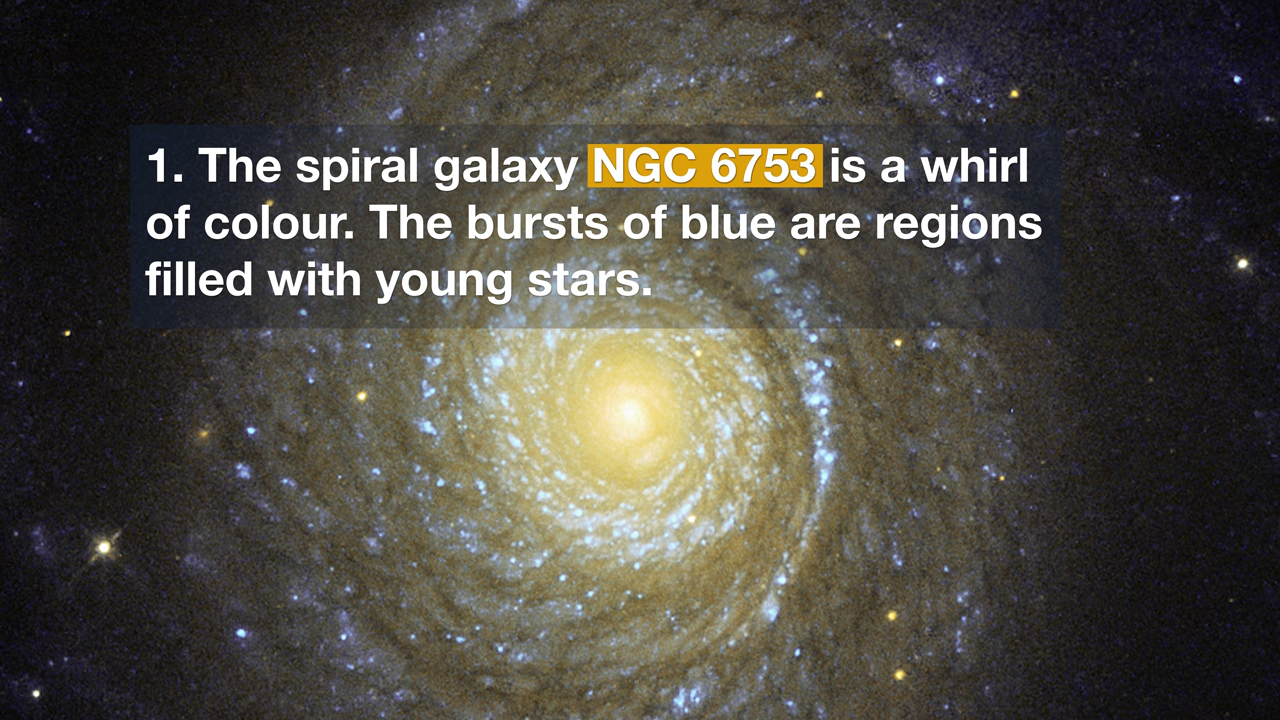 1. The spiral galaxy NGC 6753 is a whirl
of colour. The bursts of blue are regions
filled with young stars.